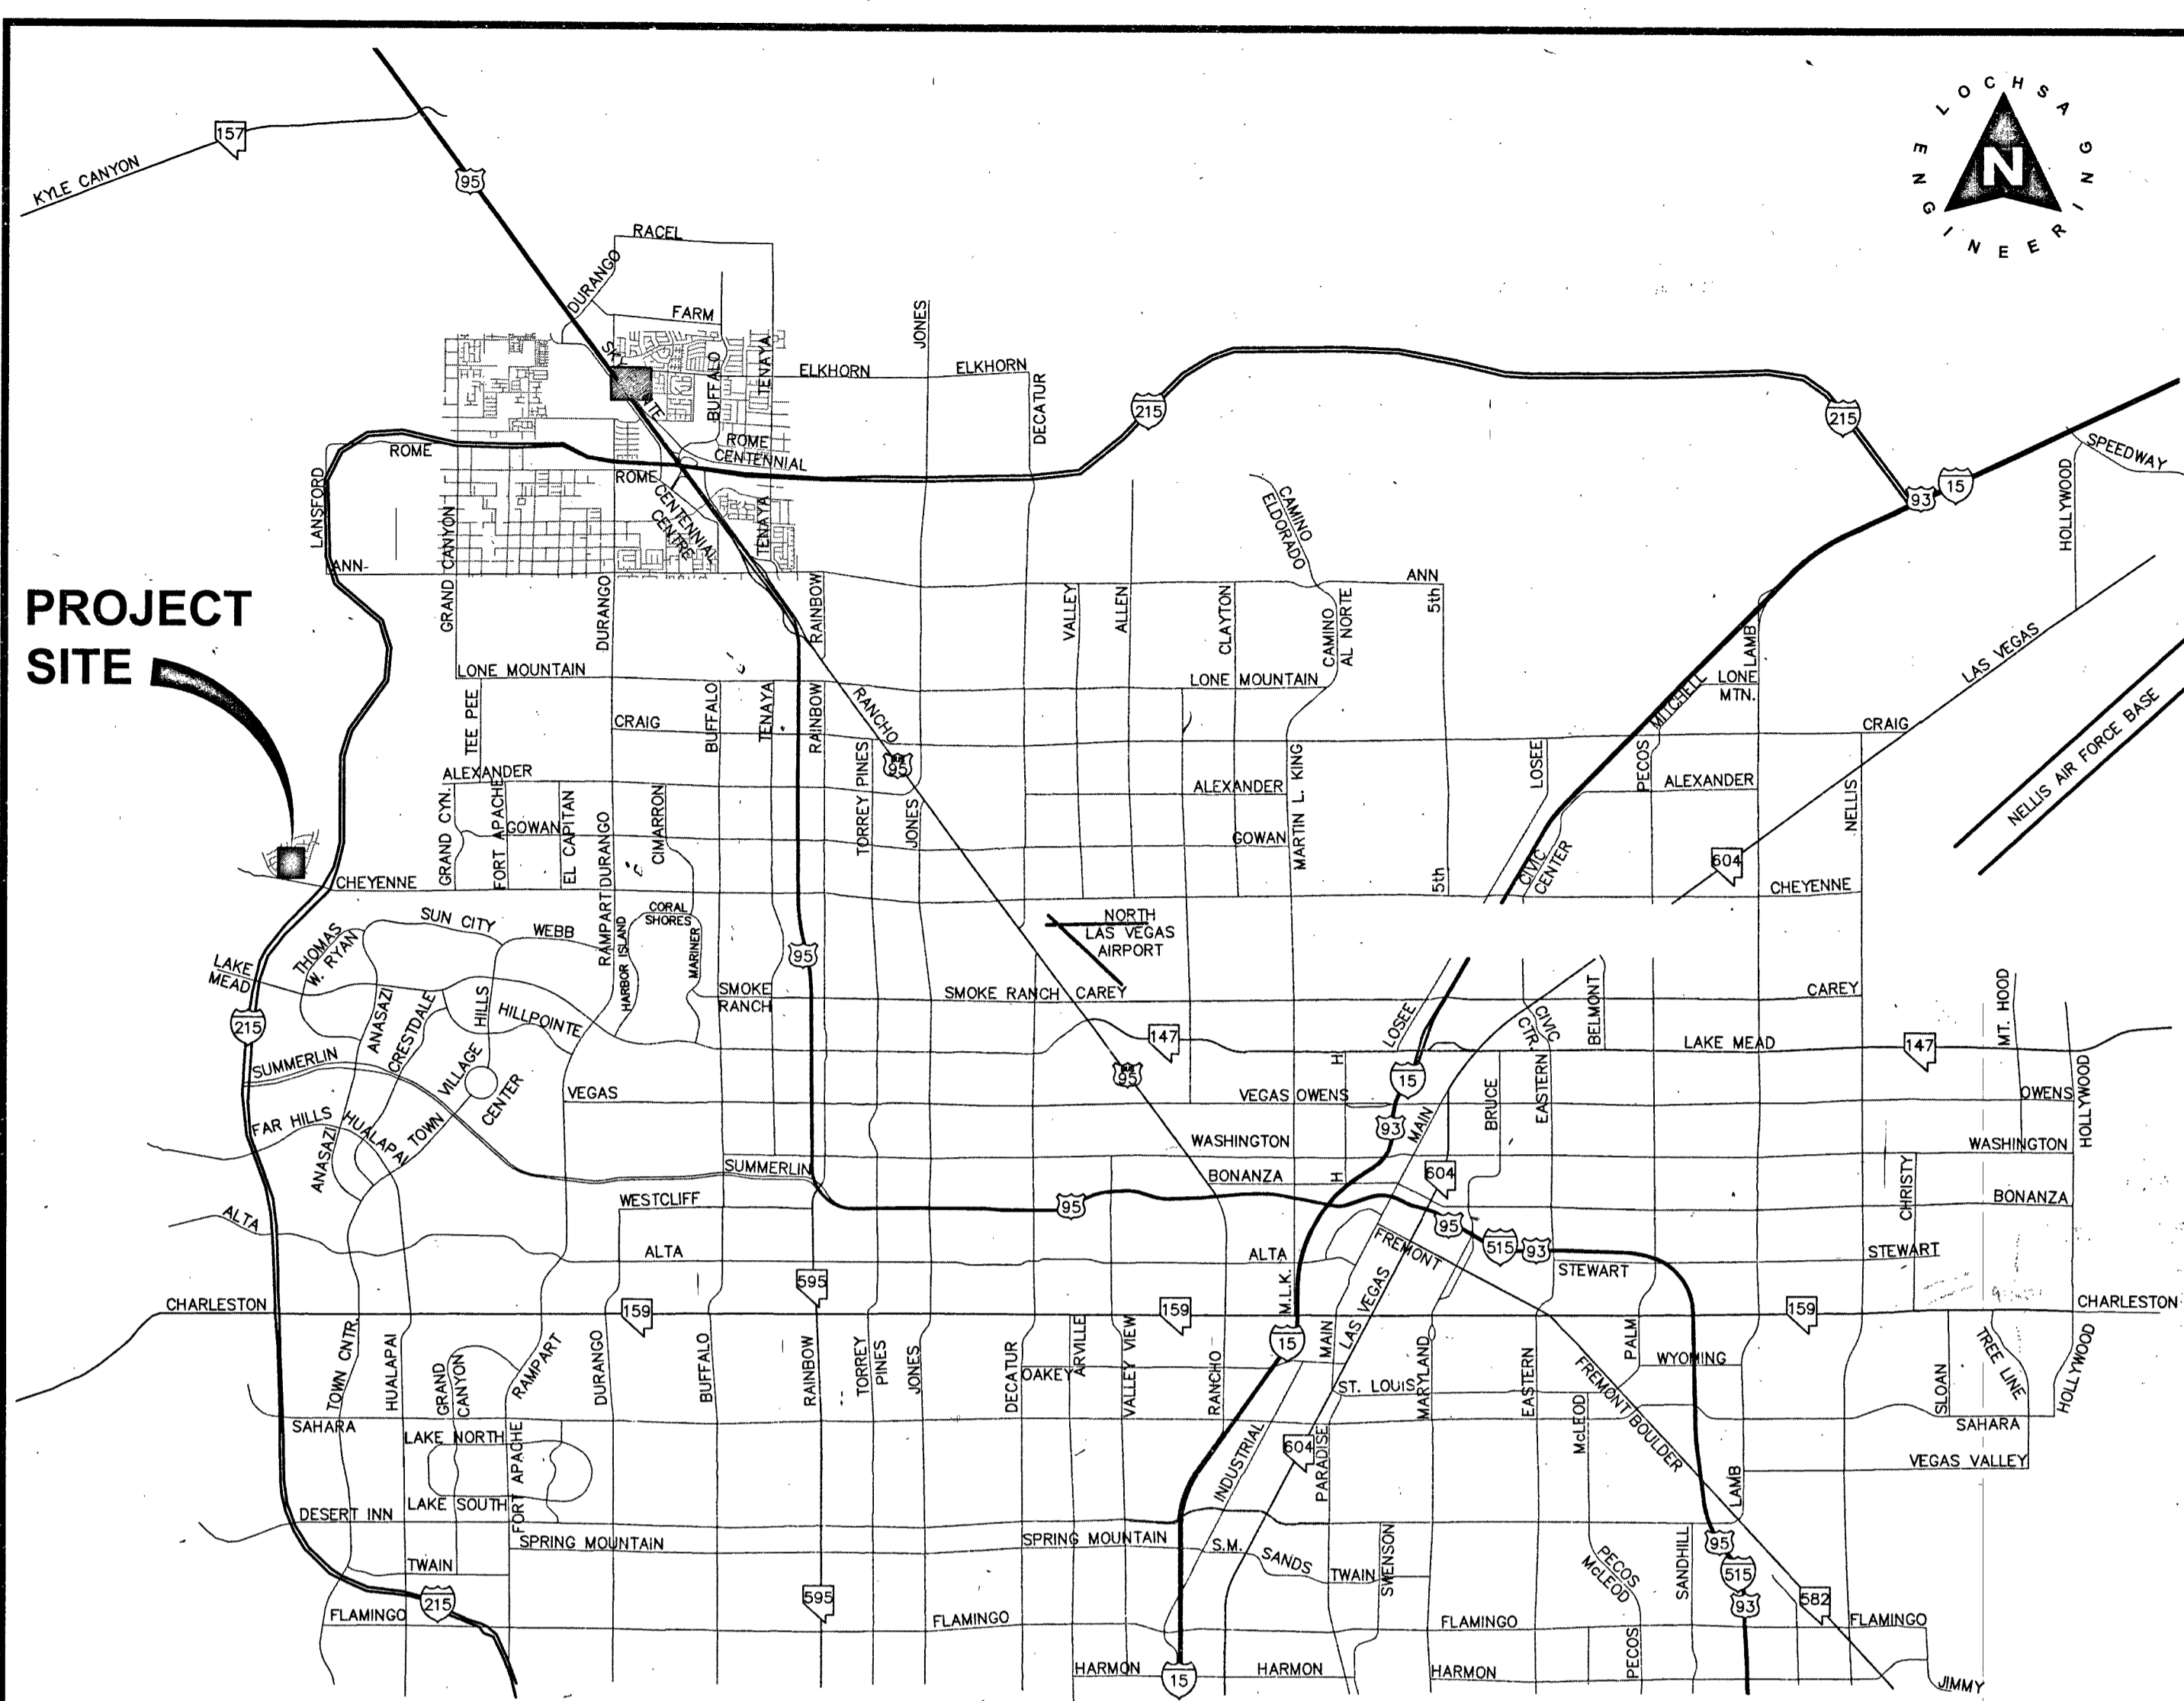 LOCHSA
ENGINEERING
N
157
KYLE CANYON
95
RACEL
DURANGO
FARM
JONES
BUFFALO
TENAYA
ELKHORN
ELKHORN
DECATUR
215
215
ROME
ROME
CENTENNIAL
ROME
CENTENNIAL
CENTRE
TENAYA
LANSFORD
GRAND CANYON
93
15
HOLLYWOOD
SPEEDWAY
CAMINO
ELDORADO
ANN
ANN
PROJECT
SITE
DURANGO
RAINBOW
VALLEY
ALLEN
CLAYTON
CAMINO
AL NORTE
5th
LAMB
LAS VEGAS
LONE MOUNTAIN
LONE MOUNTAIN
MITCHELL
LONE
MTN.
TEE PEE
CRAIG
BUFFALO
TENAYA
RAINBOW
RANCHO
95
TORREY PINES
JONES
MARTIN L. KING
LOSEE
PECOS
CRAIG
NELLIS AIR FORCE BASE
ALEXANDER
ALEXANDER
ALEXANDER
GRAND CYN.
FORT APACHE
GOWAN
EL CAPITAN
DURANGO
CIMARRON
GOWAN
NELLIS
CIVIC
CENTER
604
5th
CHEYENNE
CHEYENNE
THOMAS
W. RYAN
SUN CITY
WEBB
RAMPART
HARBOR ISLAND
CORAL
SHORES
MARINER
95
NORTH
LAS VEGAS
AIRPORT
LAKE
MEAD
SMOKE
RANCH
SMOKE RANCH
CAREY
CAREY
BELMONT
MT. HOOD
215
ANASAZI
CRESTDALE
HILLS
HILLPOINTE
147
LOSEE
CIVIC
CTR.
LAKE MEAD
147
SUMMERLIN
VILLAGE
CENTER
TOWN
VEGAS
95
VEGAS
OWENS
H
15
BRUCE
EASTERN
OWENS
HOLLYWOOD
FAR HILLS
HUALAPAI
ANASAZI
WASHINGTON
93
MAIN
WASHINGTON
SUMMERLIN
BONANZA
H
604
CHRISTY
BONANZA
WESTCLIFF
95
95
ALTA
ALTA
ALTA
FREMONT
515
93
STEWART
STEWART
595
M.L.K.
LAS VEGAS
CHARLESTON
159
159
159
CHARLESTON
15
TOWN CNTR.
HUALAPAI
GRAND
CANYON
RAMPART
DURANGO
BUFFALO
RAINBOW
TORREY
PINES
JONES
DECATUR
OAKEY
ARVILLE
VALLEY VIEW
RANCHO
MAIN
ST. LOUIS
MARYLAND
EASTERN
PALM
WYOMING
FREMONT
BOULDER
McLEOD
SLOAN
TREE LINE
HOLLYWOOD
SAHARA
SAHARA
LAKE NORTH
FORT APACHE
LAKE SOUTH
INDUSTRIAL
604
PARADISE
VEGAS VALLEY
LAMB
DESERT INN
SPRING MOUNTAIN
SPRING MOUNTAIN
S.M.
SANDS
TWAIN
SWENSON
PECOS
McLEOD
SANDHILL
95
515
93
582
TWAIN
215
595
FLAMINGO
FLAMINGO
FLAMINGO
FLAMINGO
HARMON
15
HARMON
HARMON
PECOS
JIMMY